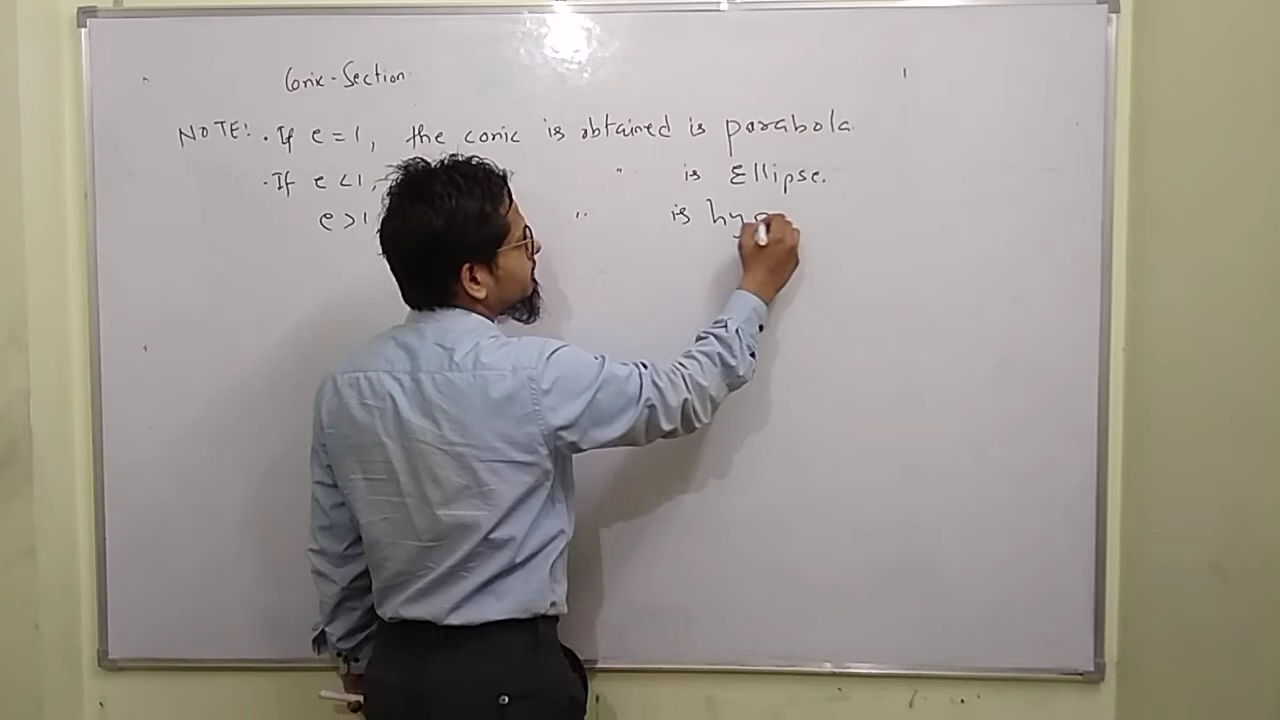 Conic-Section
NOTE: . If e = 1, the conic is obtained is parabola
. If e < 1, " is Ellipse.
e > 1 " is hyp